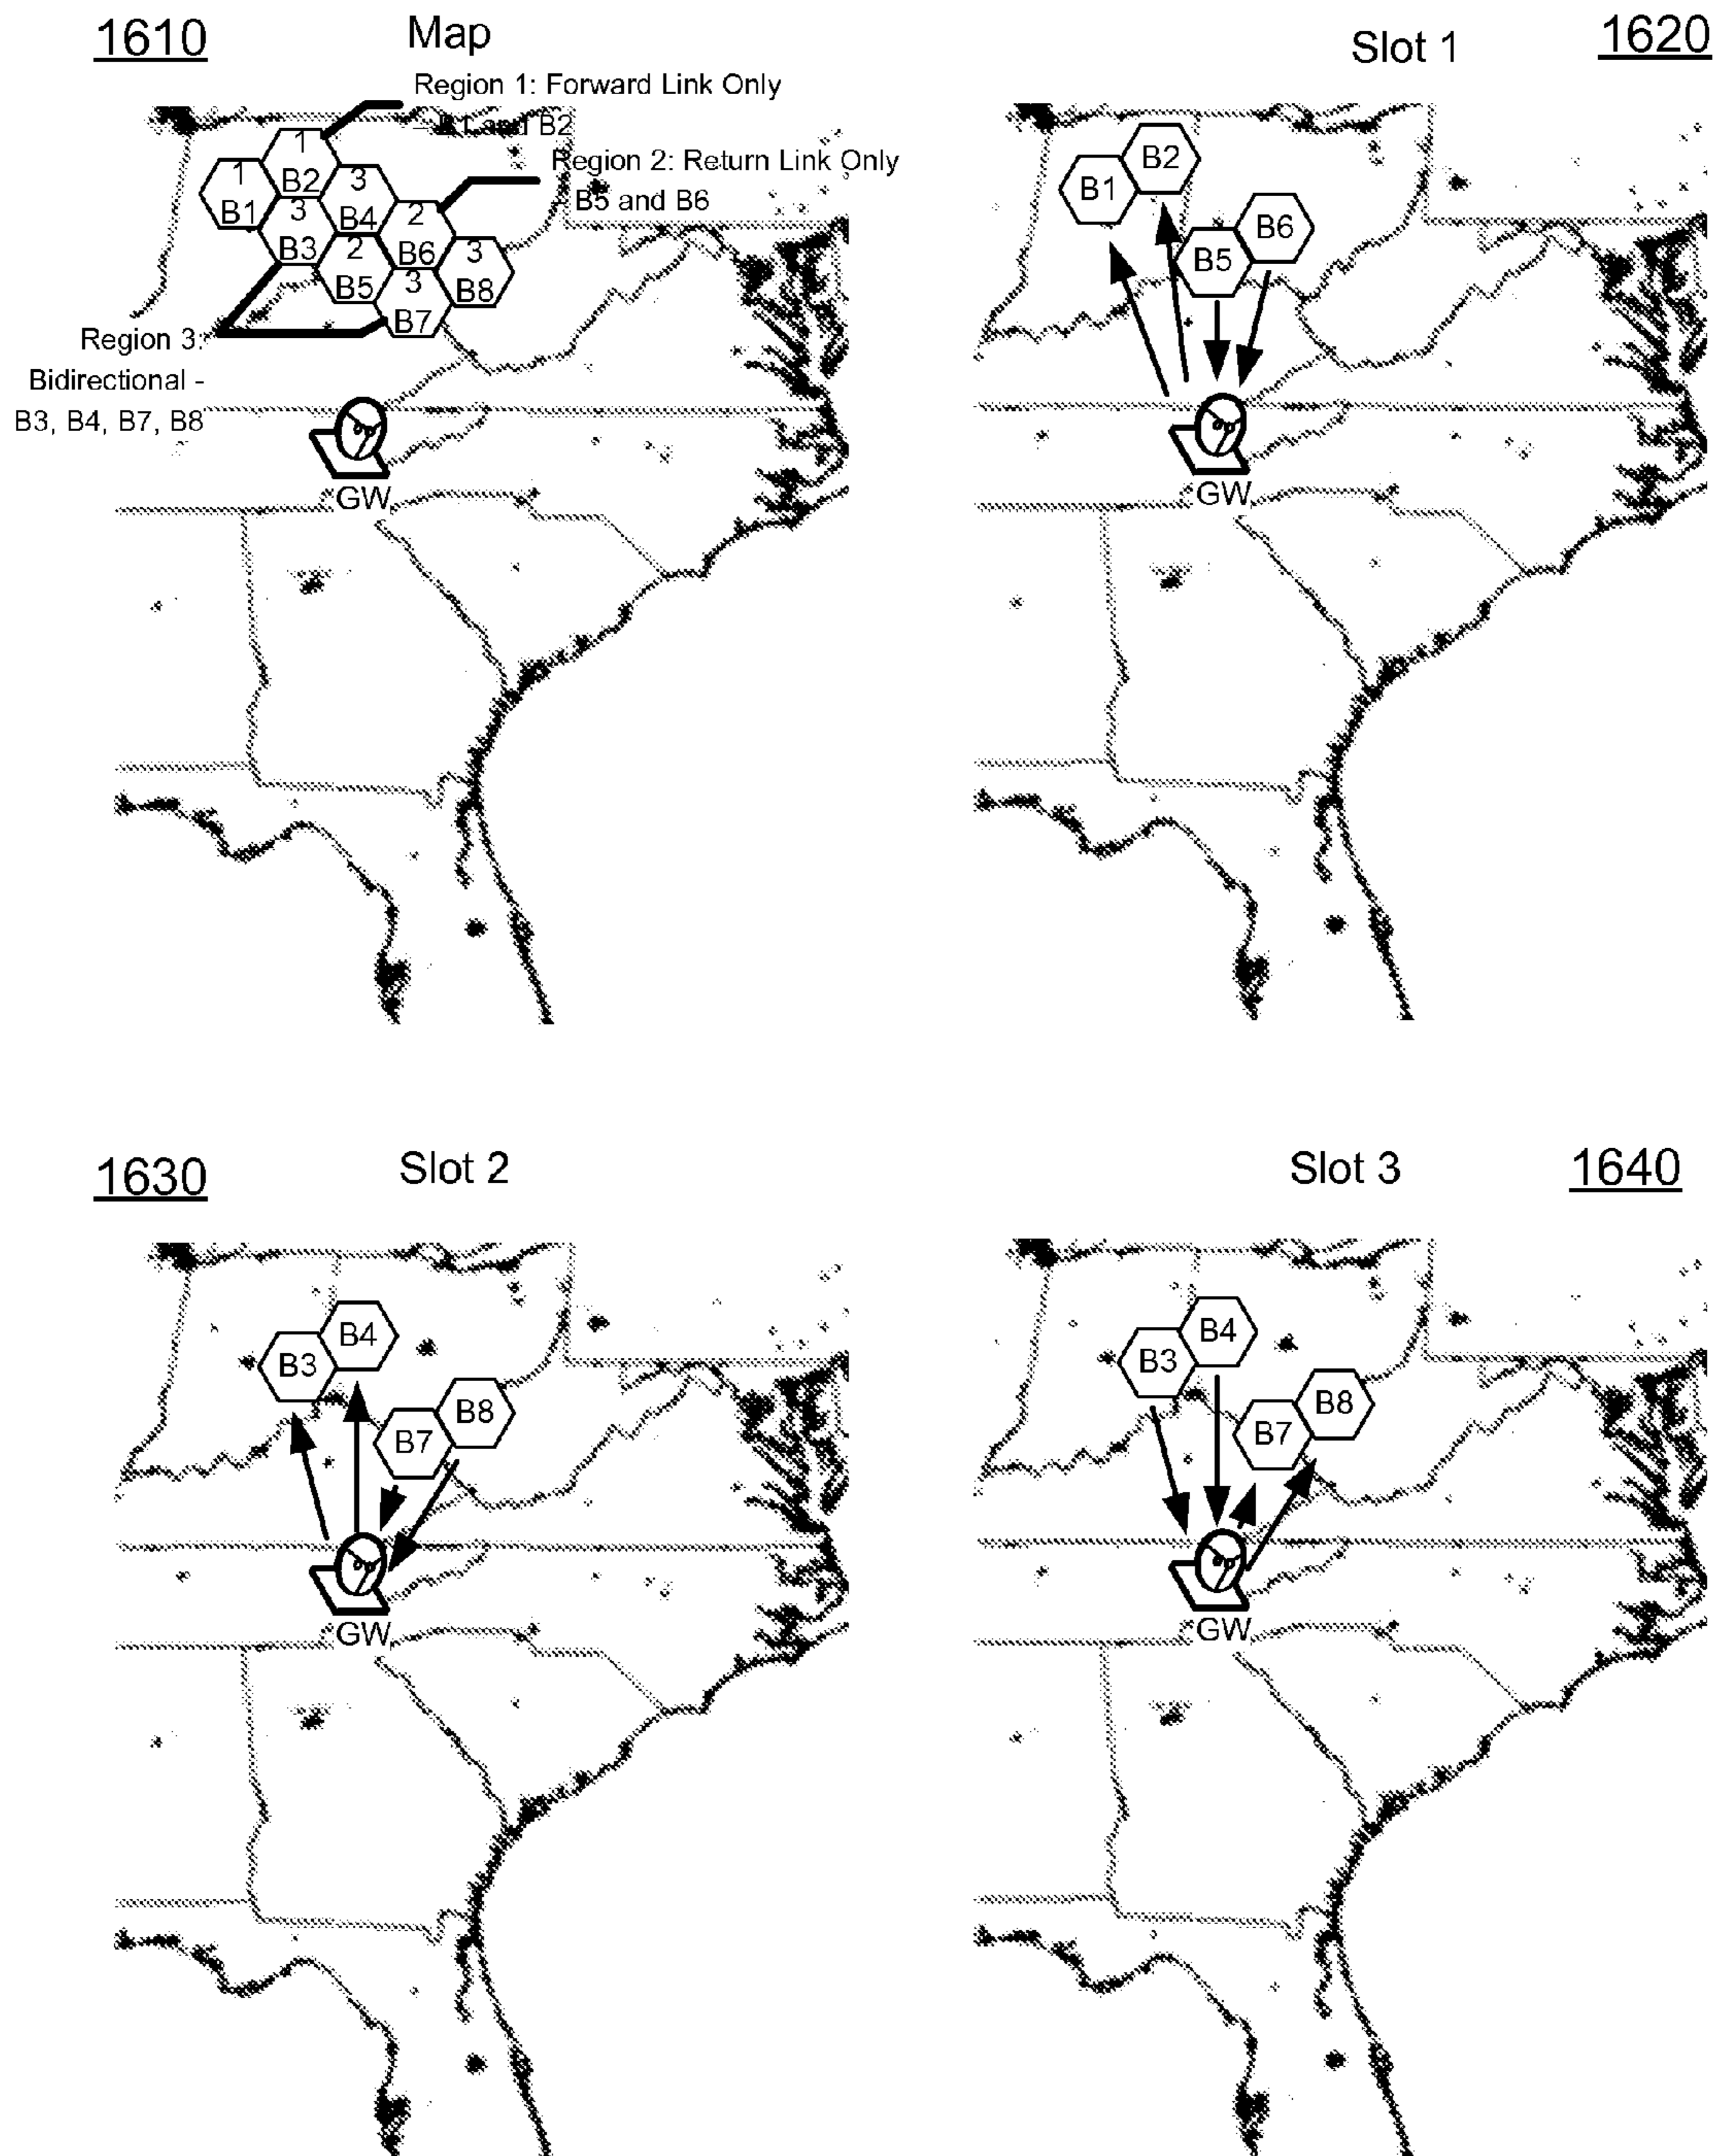 1610
Map
Region 1: Forward Link Only
and B2
Region 2: Return Link Only
B5 and B6
1
1
B2
3
B1
3
B4
2
B3
2
B6
3
B5
3
B8
B7
Region 3:
Bidirectional -
B3, B4, B7, B8
GW
Slot 1
1620
B2
B1
B6
B5
GW
1630
Slot 2
B4
B3
B8
B7
GW
Slot 3
1640
B4
B3
B8
B7
GW